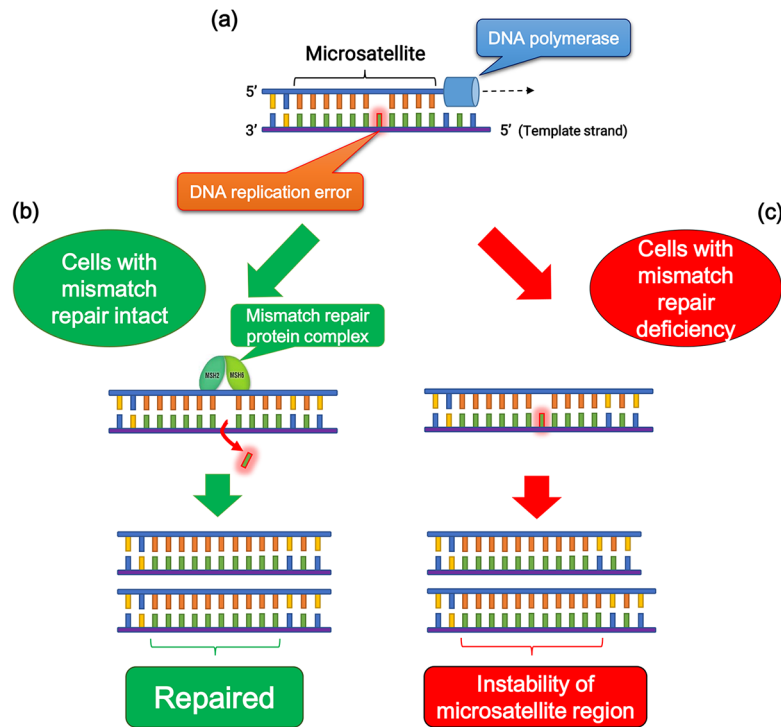 (a)
DNA polymerase
Microsatellite
5’
3’
5’ (Template strand)
DNA replication error
(b)
(c)
Cells with
mismatch
repair intact
Cells with
mismatch
repair
deficiency
Mismatch repair
protein complex
MSH2
MSH6
Repaired
Instability of
microsatellite region